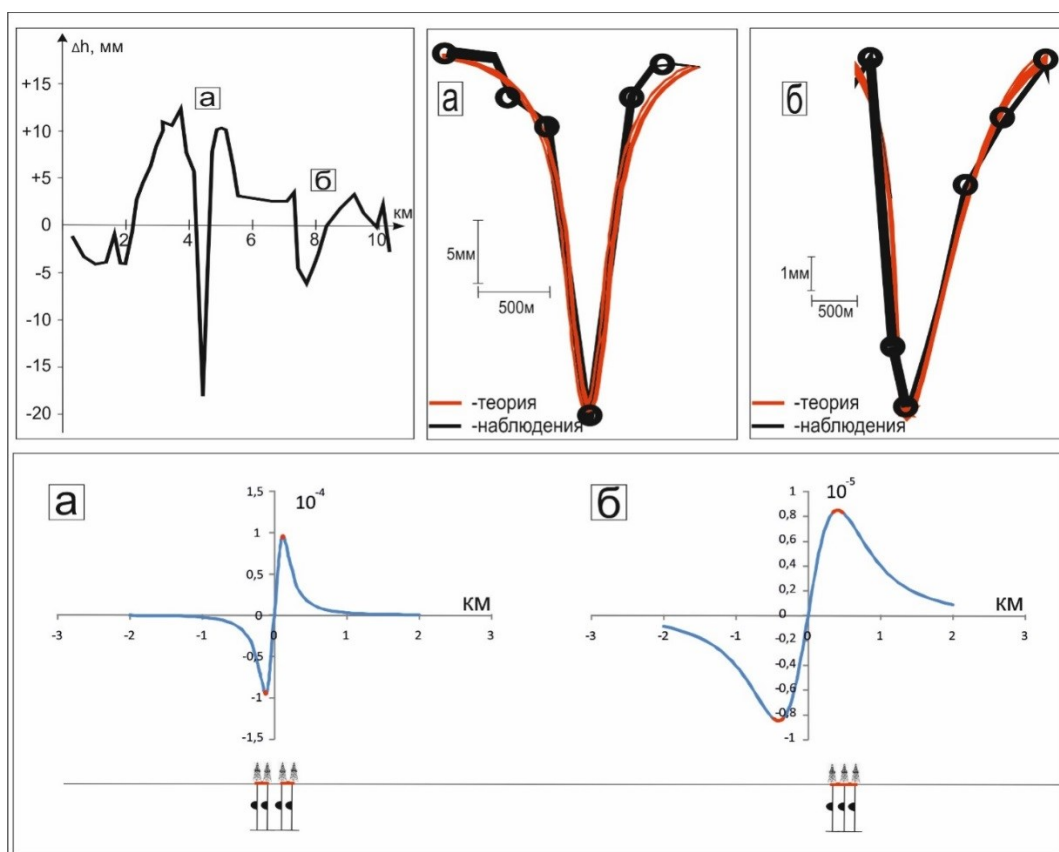 Δh, мм
+15
+10
+5
0
-5
-10
-15
-20
2
4
6
8
10
км
а
б
а
5мм
500м
-теория
-наблюдения
б
1мм
500м
-теория
-наблюдения
а
10⁻⁴
1,5
1
0,5
0
-0,5
-1
-1,5
-3
-2
-1
0
1
2
3
км
б
10⁻⁵
1
0,8
0,6
0,4
0,2
0
-0,2
-0,4
-0,6
-0,8
-1
-3
-2
-1
0
1
2
3
км